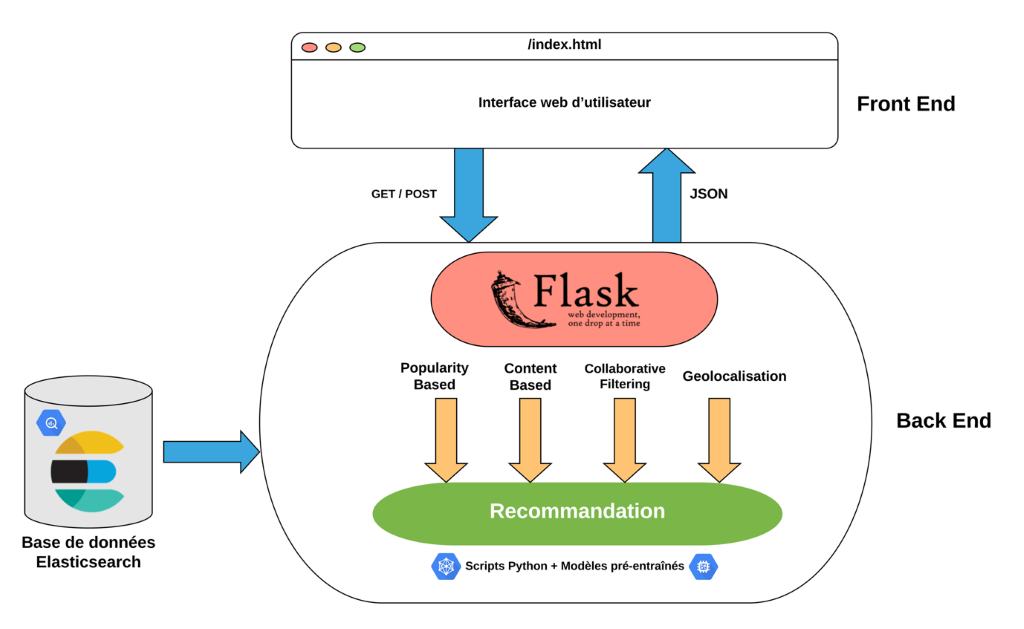 /index.html
Interface web d'utilisateur
Front End
GET / POST
JSON
Flask
web development,
one drop at a time
Popularity
Based
Content
Based
Collaborative
Filtering
Geolocalisation
Back End
Recommandation
Scripts Python + Modèles pré-entraînés
Base de données
Elasticsearch